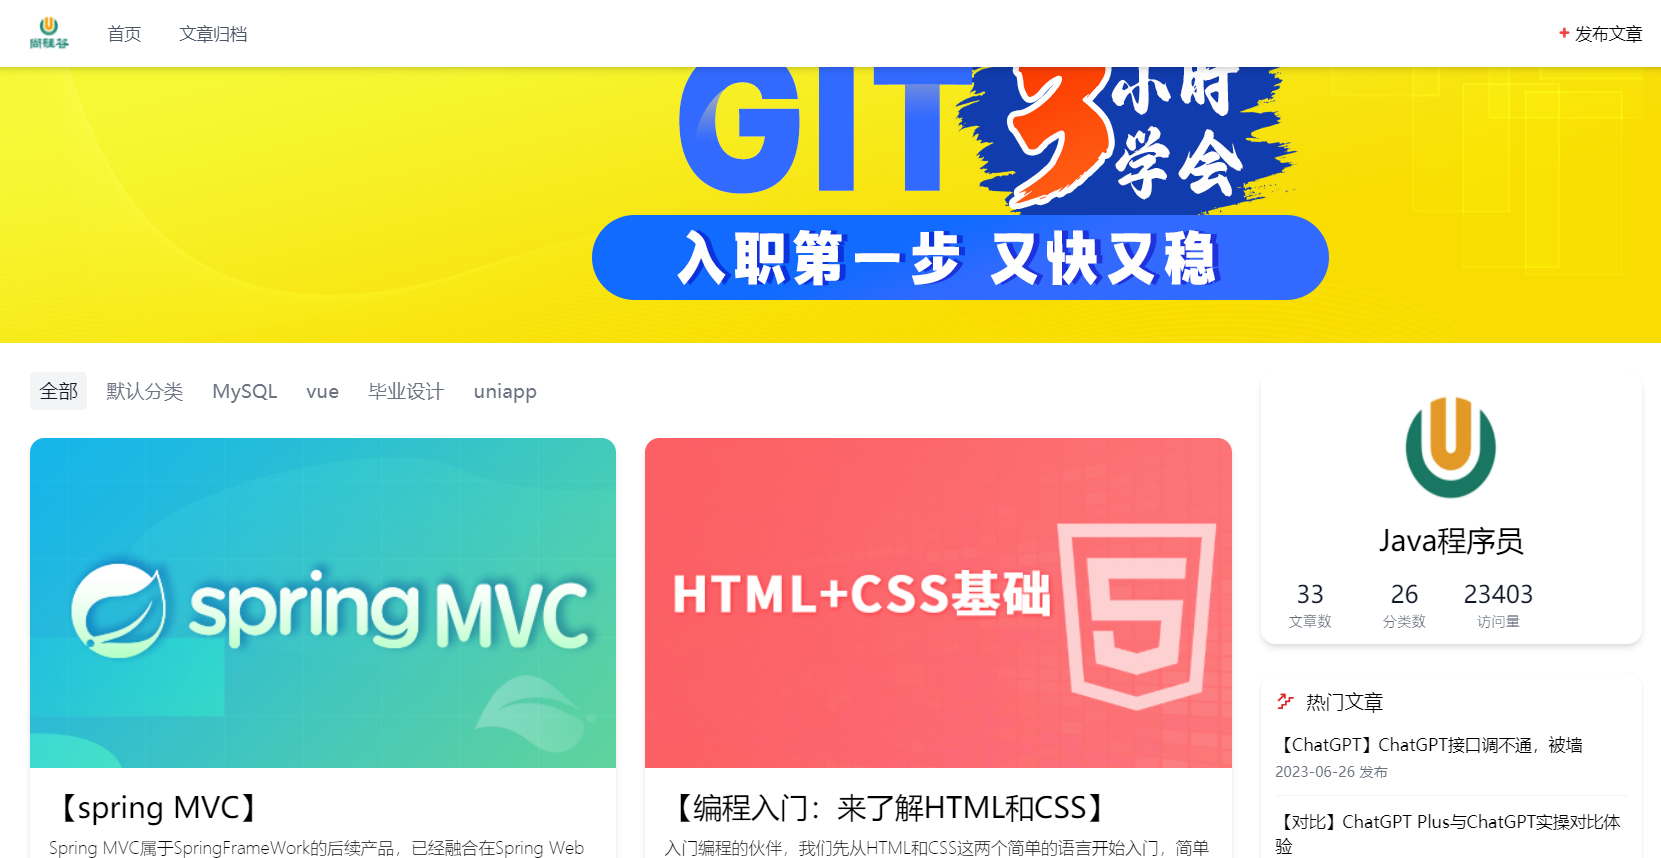 尚硅谷
首页
文章归档
+ 发布文章
GIT 3小时
学会
入职第一步 又快又稳
全部
默认分类
MySQL
vue
毕业设计
uniapp
spring MVC
HTML+CSS基础
Java程序员
33
26
23403
文章数
分类数
访问量
热门文章
【ChatGPT】ChatGPT接口调不通，被墙
2023-06-26 发布
【对比】ChatGPT Plus与ChatGPT实操对比体
验
【spring MVC】
Spring MVC属于SpringFrameWork的后续产品，已经融合在Spring Web
【编程入门：来了解HTML和CSS】
入门编程的伙伴，我们先从HTML和CSS这两个简单的语言开始入门，简单